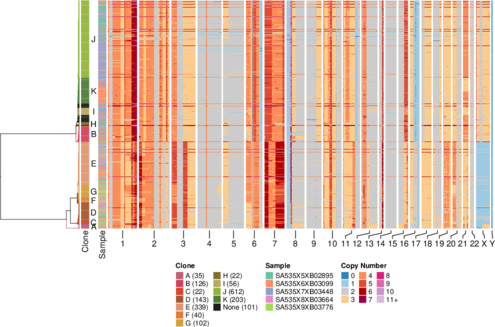 J
K
I
H
B
E
G
F
D
C
A
Clone
Sample
1 2 3 4 5 6 7 8 9 10 11 12 13 14 15 16 17 18 19 20 21 22 X Y
Clone Sample Copy Number
A (35) H (22) SA535X5XB02895 0 4 8
B (126) I (56) SA535X6XB03099 1 5 9
C (22) J (612) SA535X7XB03448 2 6 10
D (143) K (203) SA535X8XB03664 3 7 11+
E (339) None (101) SA535X9XB03776
F (40)
G (102)